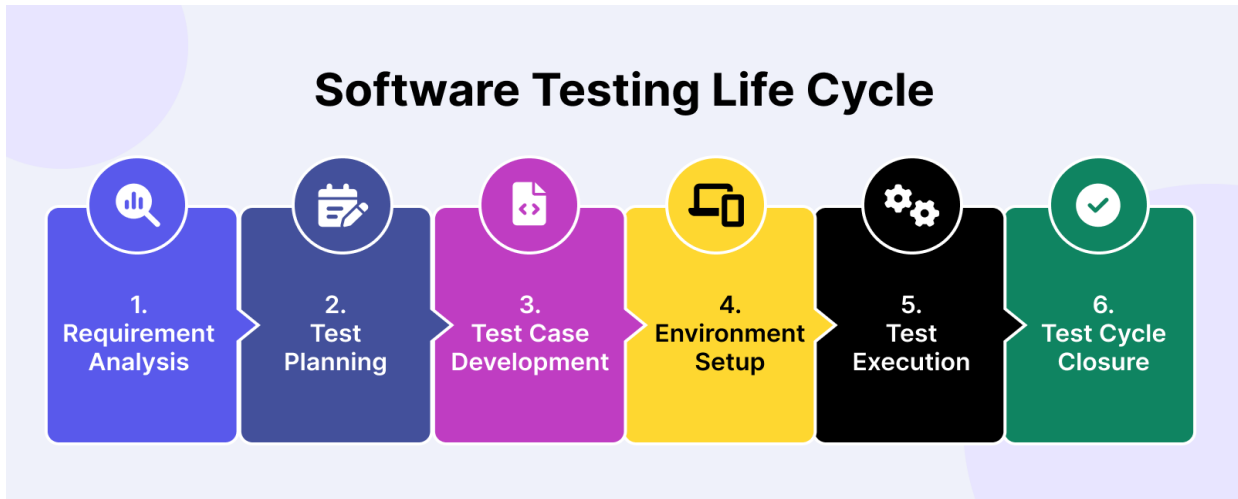 Software Testing Life Cycle
1.
Requirement
Analysis
2.
Test
Planning
3.
Test Case
Development
4.
Environment
Setup
5.
Test
Execution
6.
Test Cycle
Closure